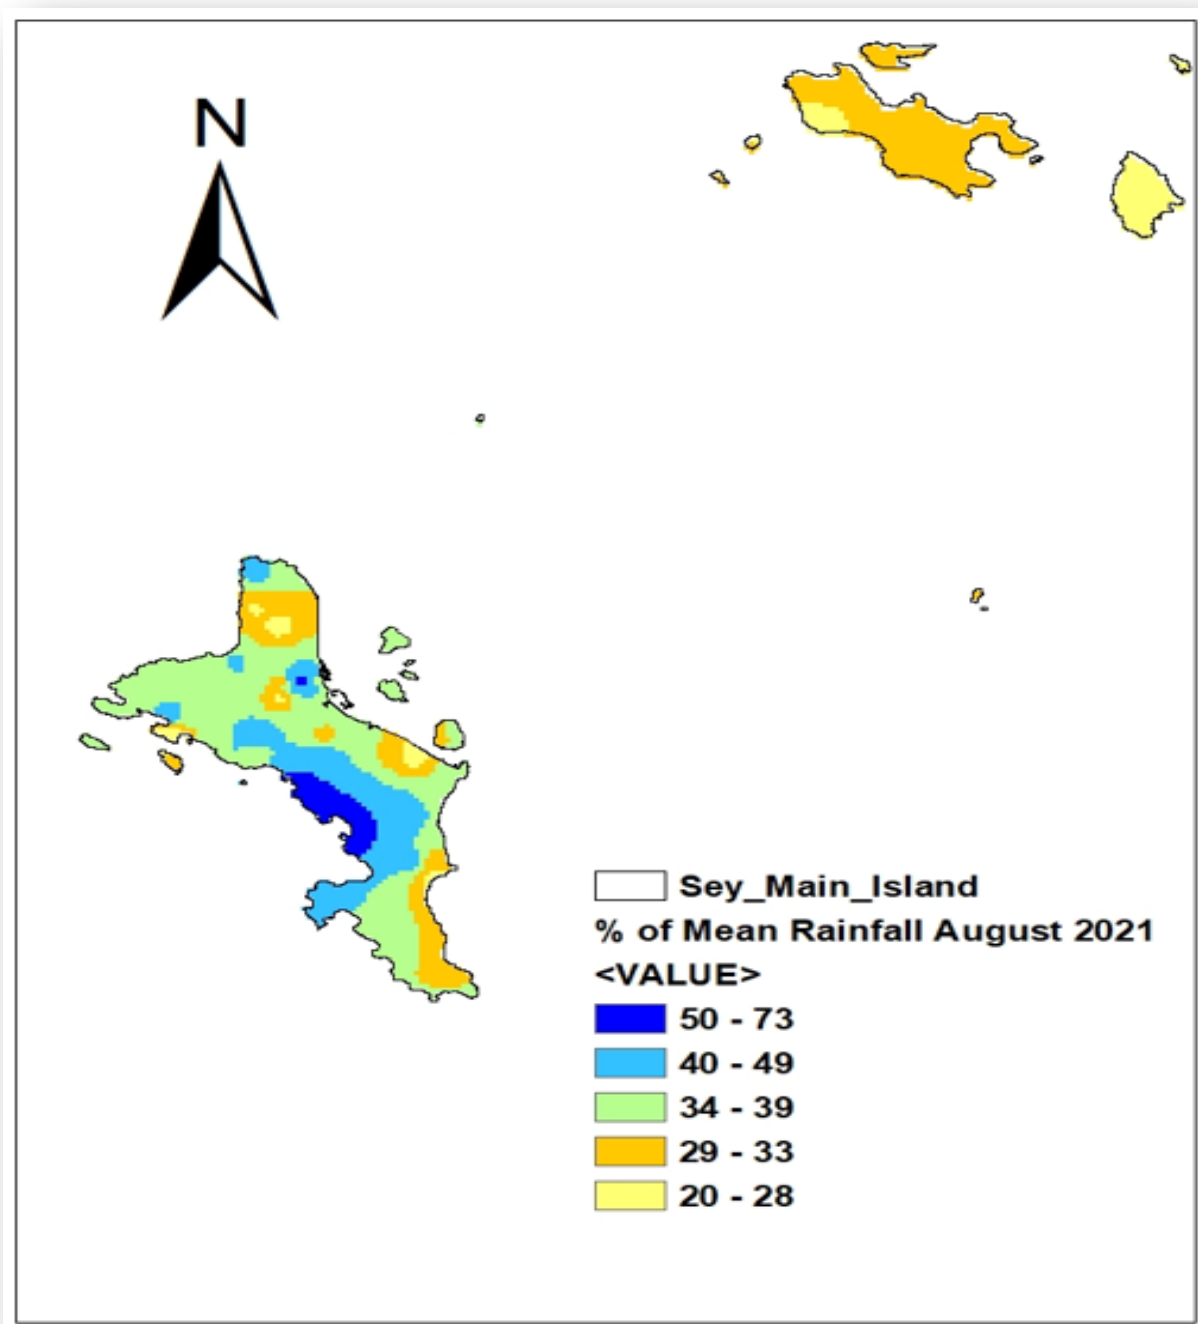 N
Sey_Main_Island
% of Mean Rainfall August 2021
<VALUE>
50 - 73
40 - 49
34 - 39
29 - 33
20 - 28